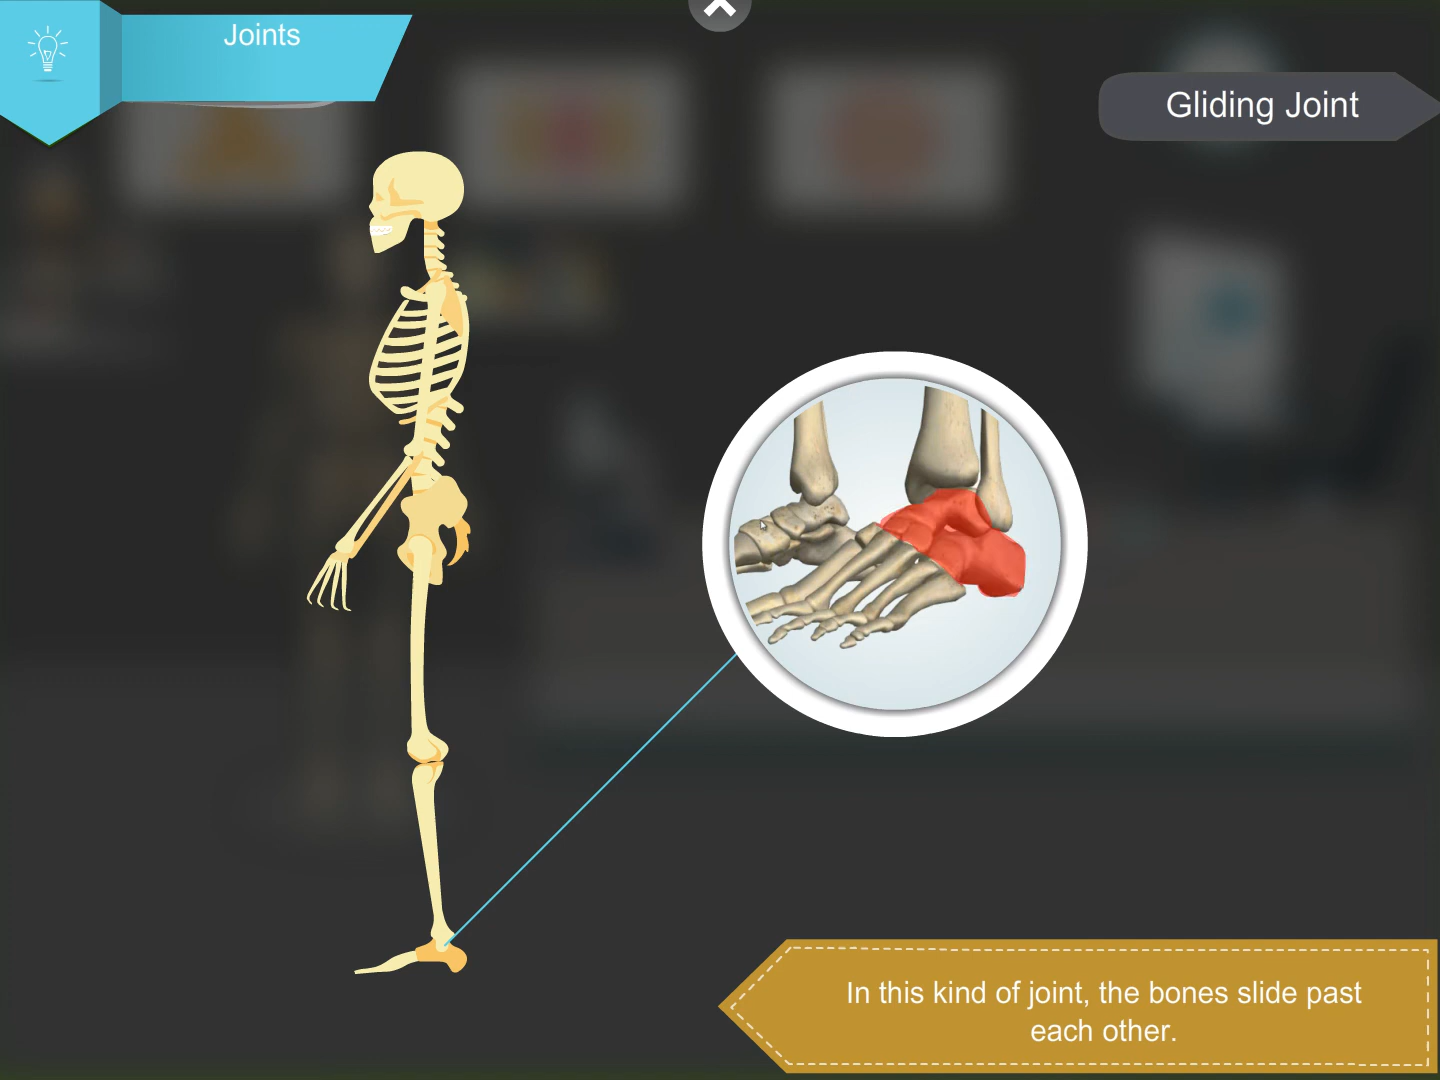 Joints
Gliding Joint
In this kind of joint, the bones slide past
each other.